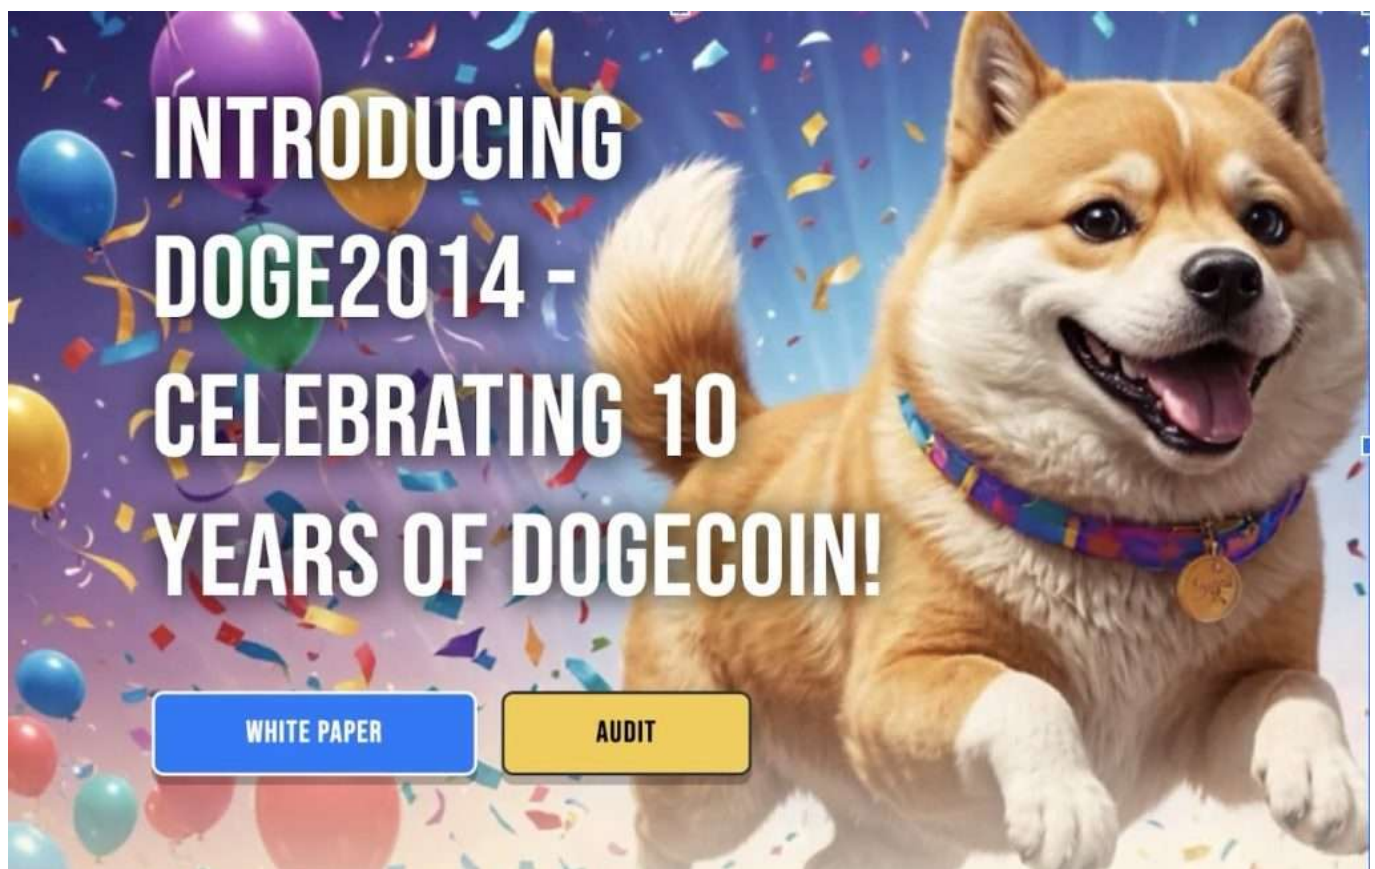 INTRODUCING
DOGE2014 -
CELEBRATING 10
YEARS OF DOGECOIN!
WHITE PAPER
AUDIT